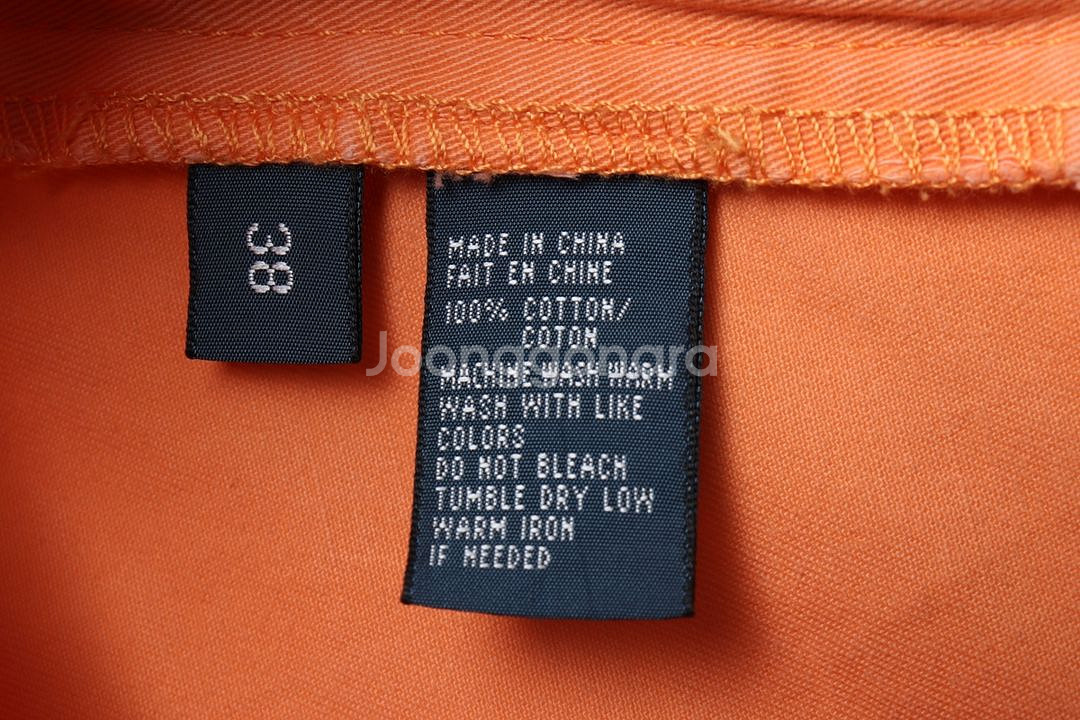 38
MADE IN CHINA
FAIT EN CHINE
100% COTTON/
COTON
Joonggonara
MACHINE WASH WARM
WASH WITH LIKE
COLORS
DO NOT BLEACH
TUMBLE DRY LOW
WARM IRON
IF NEEDED